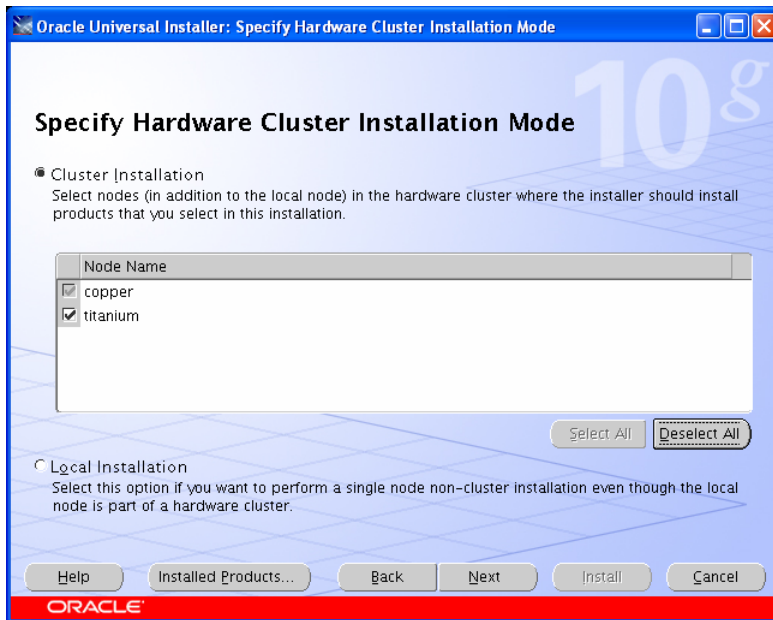 Oracle Universal Installer: Specify Hardware Cluster Installation Mode
10g
Specify Hardware Cluster Installation Mode
Cluster Installation
Select nodes (in addition to the local node) in the hardware cluster where the installer should install
products that you select in this installation.
Node Name
copper
titanium
Select All Deselect All
Local Installation
Select this option if you want to perform a single node non-cluster installation even though the local
node is part of a hardware cluster.
Help Installed Products... Back Next Install Cancel
ORACLE